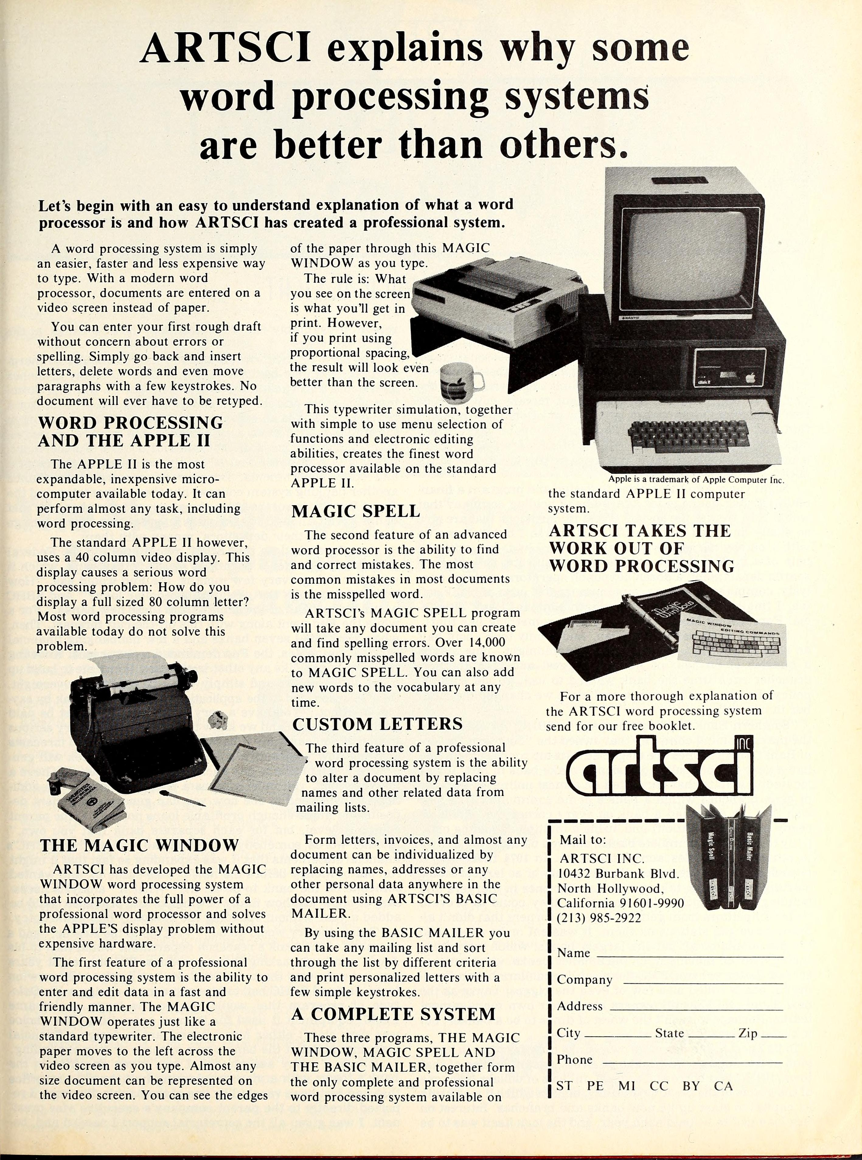 ARTSCI explains why some
word processing systems
are better than others.
Let's begin with an easy to understand explanation of what a word
processor is and how ARTSCI has created a professional system.
A word processing system is simply
an easier, faster and less expensive way
to type. With a modern word
processor, documents are entered on a
video screen instead of paper.
You can enter your first rough draft
without concern about errors or
spelling. Simply go back and insert
letters, delete words and even move
paragraphs with a few keystrokes. No
document will ever have to be retyped.
WORD PROCESSING
AND THE APPLE II
The APPLE II is the most
expandable, inexpensive micro-
computer available today. It can
perform almost any task, including
word processing.
The standard APPLE II however,
uses a 40 column video display. This
display causes a serious word
processing problem: How do you
display a full sized 80 column letter?
Most word processing programs
available today do not solve this
problem.
THE MAGIC WINDOW
ARTSCI has developed the MAGIC
WINDOW word processing system
that incorporates the full power of a
professional word processor and solves
the APPLE'S display problem without
expensive hardware.
The first feature of a professional
word processing system is the ability to
enter and edit data in a fast and
friendly manner. The MAGIC
WINDOW operates just like a
standard typewriter. The electronic
paper moves to the left across the
video screen as you type. Almost any
size document can be represented on
the video screen. You can see the edges
of the paper through this MAGIC
WINDOW as you type.
The rule is: What
you see on the screen
is what you'll get in
print. However,
if you print using
proportional spacing,
the result will look even
better than the screen.
This typewriter simulation, together
with simple to use menu selection of
functions and electronic editing
abilities, creates the finest word
processor available on the standard
APPLE II.
MAGIC SPELL
The second feature of an advanced
word processor is the ability to find
and correct mistakes. The most
common mistakes in most documents
is the misspelled word.
ARTSCI's MAGIC SPELL program
will take any document you can create
and find spelling errors. Over 14,000
commonly misspelled words are known
to MAGIC SPELL. You can also add
new words to the vocabulary at any
time.
CUSTOM LETTERS
The third feature of a professional
word processing system is the ability
to alter a document by replacing
names and other related data from
mailing lists.
Form letters, invoices, and almost any
document can be individualized by
replacing names, addresses or any
other personal data anywhere in the
document using ARTSCI'S BASIC
MAILER.
By using the BASIC MAILER you
can take any mailing list and sort
through the list by different criteria
and print personalized letters with a
few simple keystrokes.
A COMPLETE SYSTEM
These three programs, THE MAGIC
WINDOW, MAGIC SPELL AND
THE BASIC MAILER, together form
the only complete and professional
word processing system available on
Apple is a trademark of Apple Computer Inc.
the standard APPLE II computer
system.
ARTSCI TAKES THE
WORK OUT OF
WORD PROCESSING
Magic
Window
MAGIC WINDOW
EDITING COMMANDS
For a more thorough explanation of
the ARTSCI word processing system
send for our free booklet.
artsci INC
Magic Spell
Basic Mailer
Mail to:
ARTSCI INC.
10432 Burbank Blvd.
North Hollywood,
California 91601-9990
(213) 985-2922
Name
Company
Address
City State Zip
Phone
ST PE MI CC BY CA